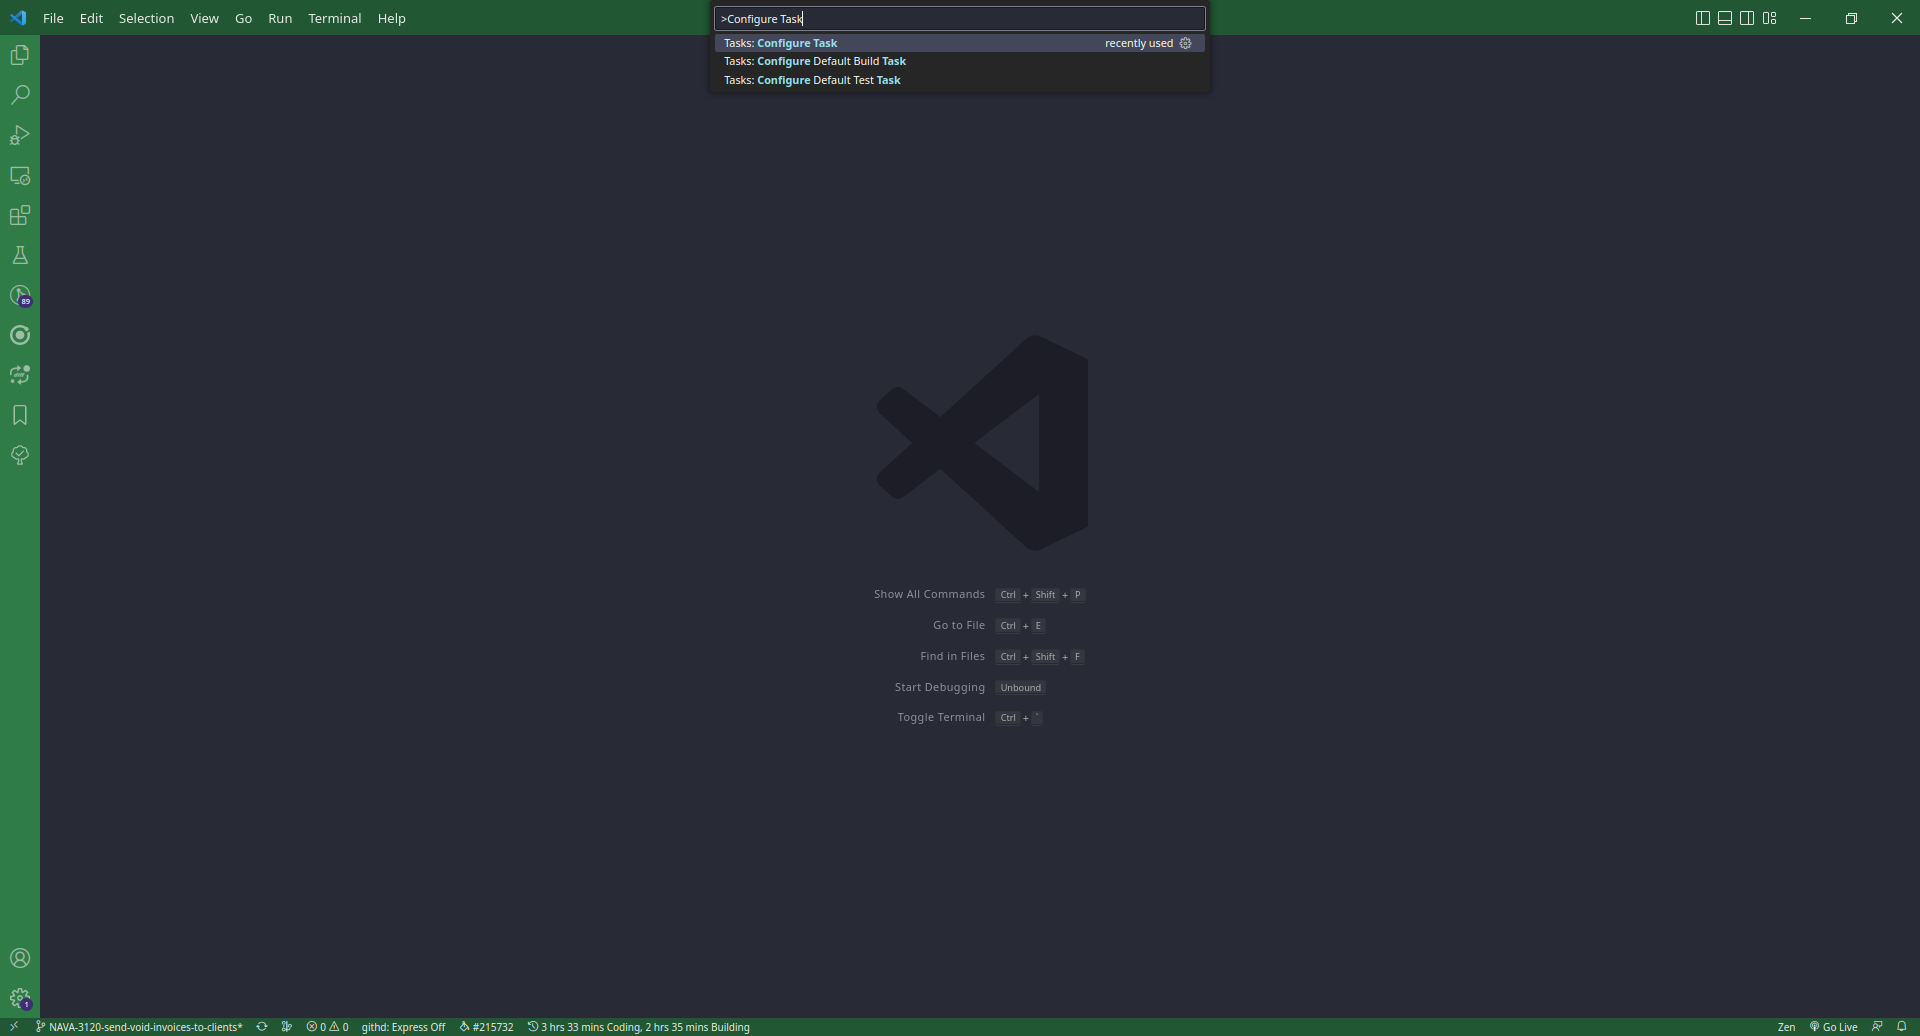 File Edit Selection View Go Run Terminal Help
>Configure Task
Tasks: Configure Task recently used
Tasks: Configure Default Build Task
Tasks: Configure Default Test Task
89
Show All Commands Ctrl + Shift + P
Go to File Ctrl + E
Find in Files Ctrl + Shift + F
Start Debugging Unbound
Toggle Terminal Ctrl + `
1
NAVA-3120-send-void-invoices-to-clients* 0 0 githd: Express Off #215732 3 hrs 33 mins Coding, 2 hrs 35 mins Building Zen Go Live